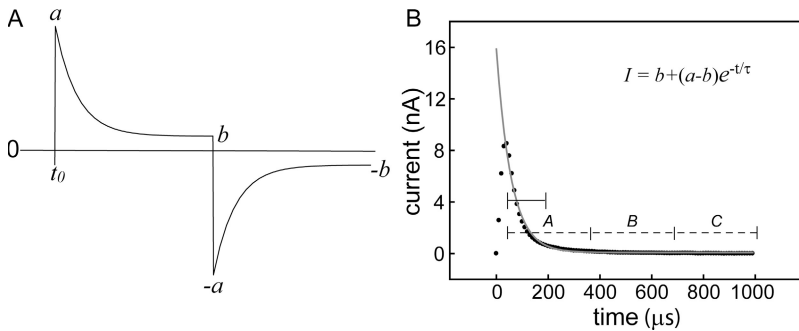 A
a
0
t0
b
-b
-a
B
I = b+(a-b)e-t/τ
current (nA)
16
12
8
4
0
A
B
C
0
200
400
600
800
1000
time (μs)